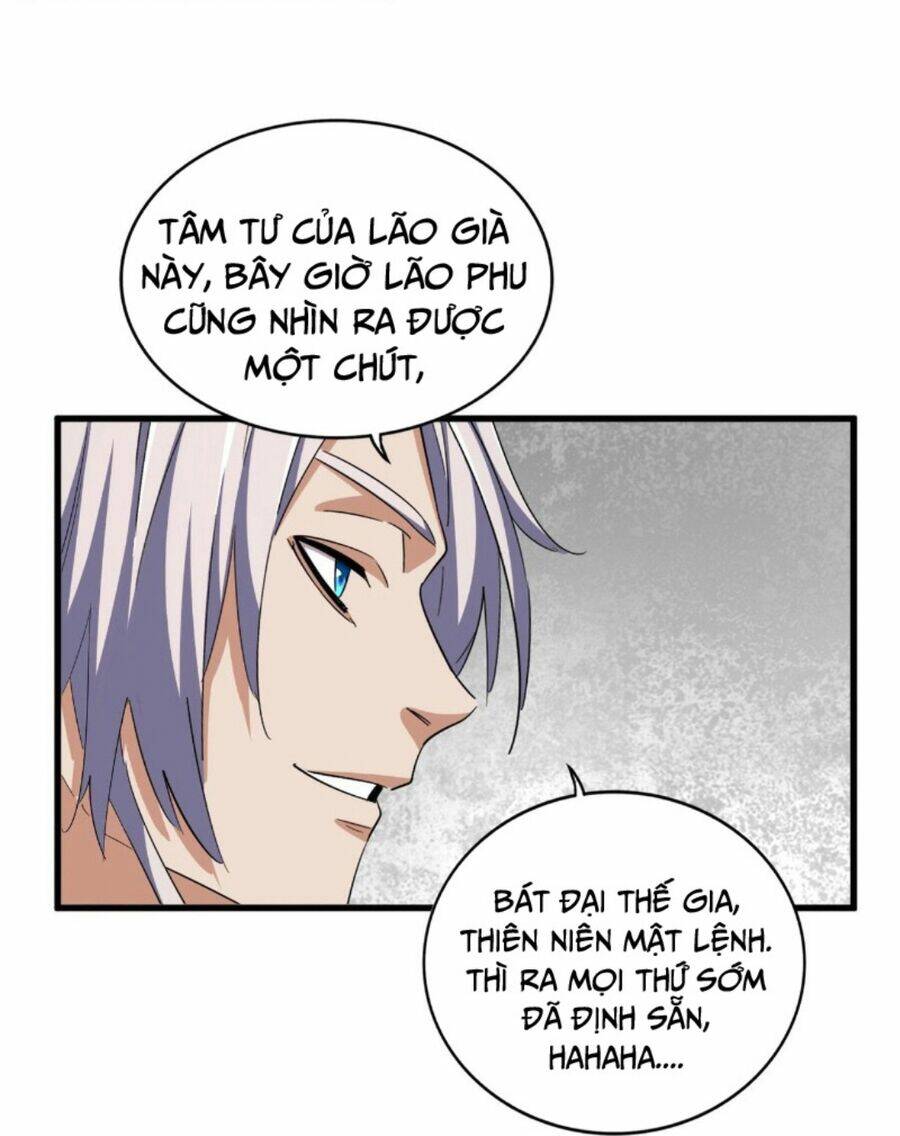 TÂM TƯ CỦA LÃO GIÀ
NÀY, BÂY GIỜ LÃO PHU
CŨNG NHÌN RA ĐƯỢC
MỘT CHÚT,
BÁT ĐẠI THẾ GIA,
THIÊN NIÊN MẬT LỆNH.
THÌ RA MỌI THỨ SỚM
ĐÃ ĐỊNH SẴN,
HAHAHA....